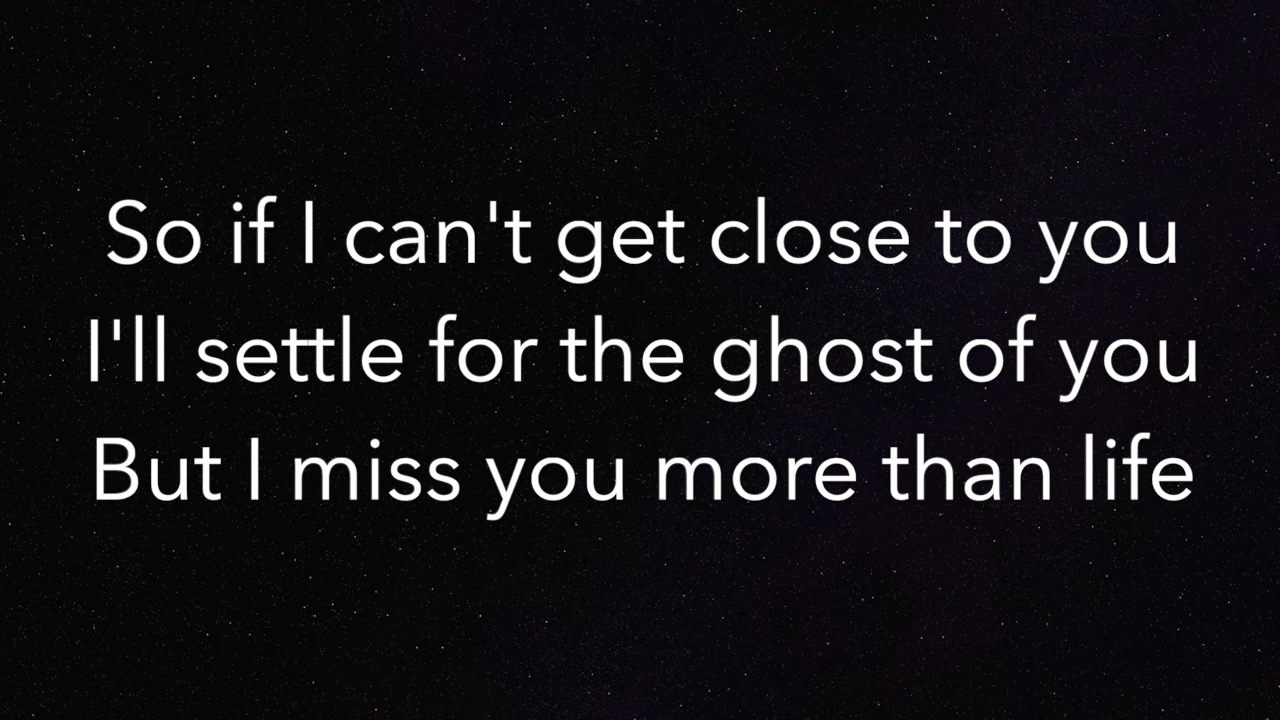 So if I can't get close to you
I'll settle for the ghost of you
But I miss you more than life